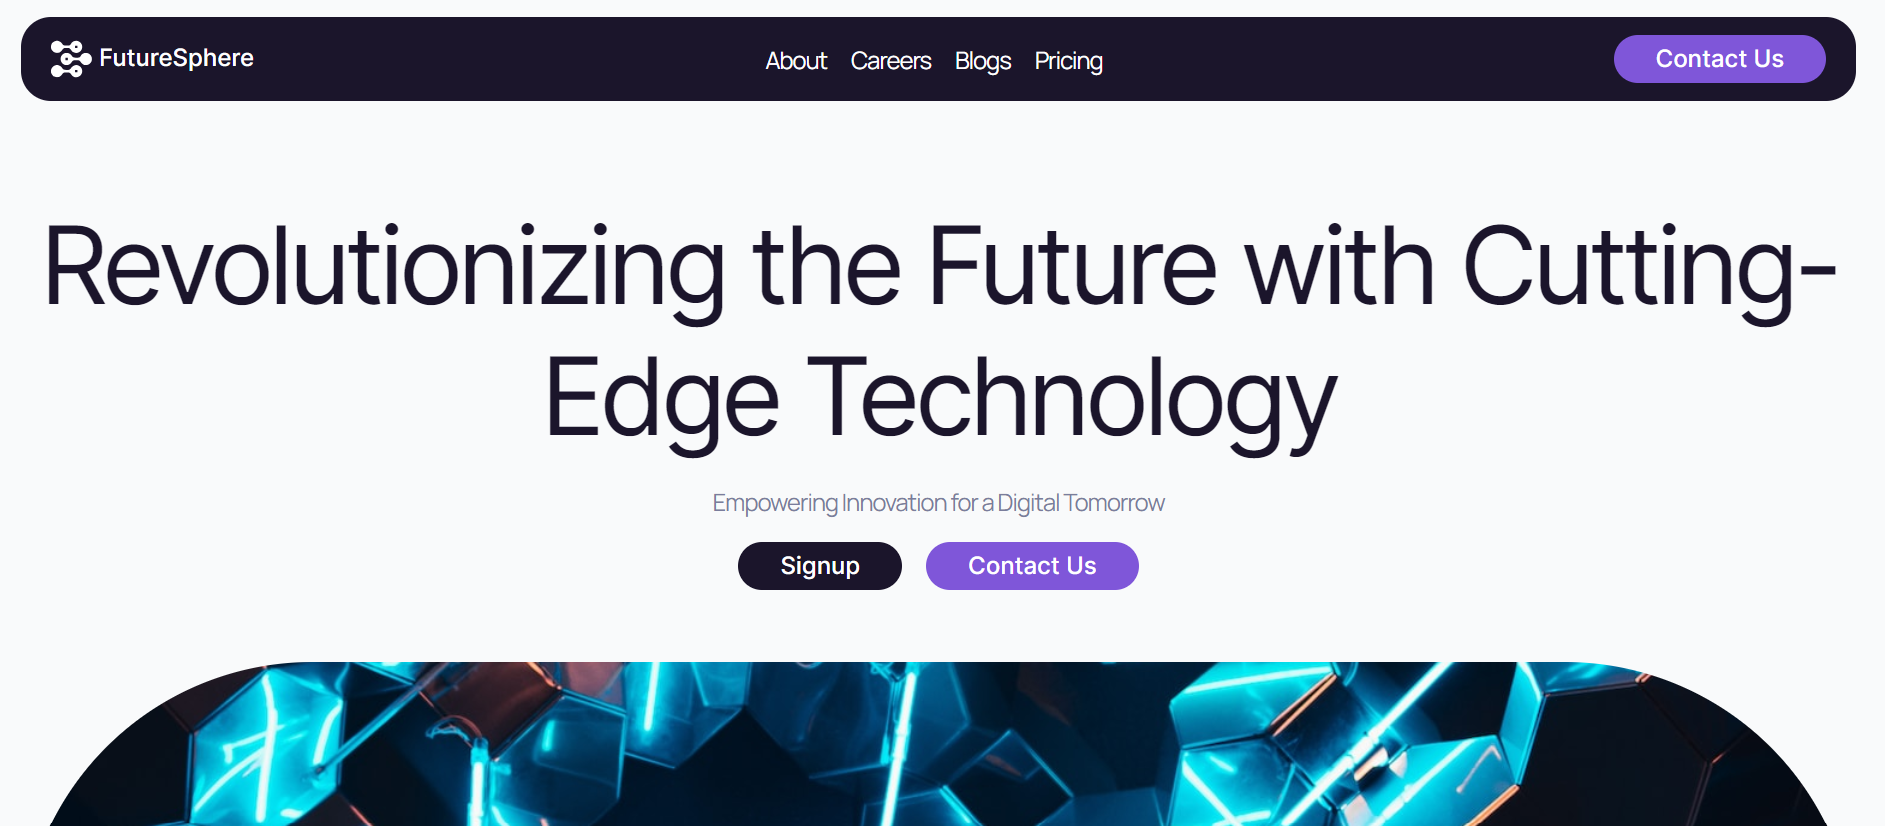 FutureSphere
About Careers Blogs Pricing
Contact Us
Revolutionizing the Future with Cutting-
Edge Technology
Empowering Innovation for a Digital Tomorrow
Signup
Contact Us